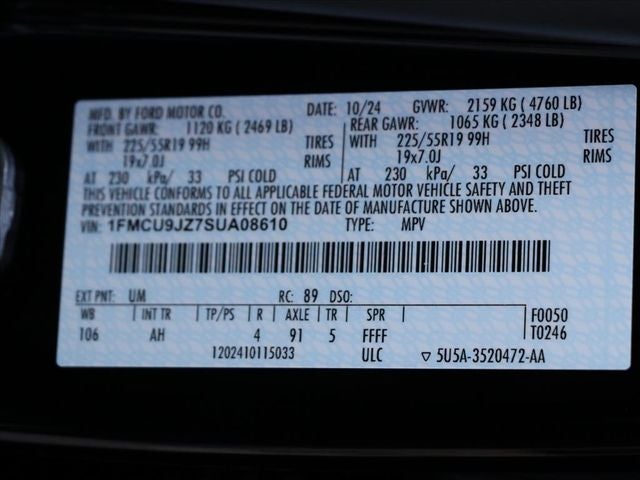 MFD. BY FORD MOTOR CO. DATE: 10/24 GVWR: 2159 KG ( 4760 LB)
FRONT GAWR: 1120 KG ( 2469 LB) REAR GAWR: 1065 KG ( 2348 LB)
WITH 225/55R19 99H TIRES WITH 225/55R19 99H TIRES
19x7.0J RIMS 19x7.0J RIMS
AT 230 kPa/ 33 PSI COLD AT 230 kPa/ 33 PSI COLD
THIS VEHICLE CONFORMS TO ALL APPLICABLE FEDERAL MOTOR VEHICLE SAFETY AND THEFT
PREVENTION STANDARDS IN EFFECT ON THE DATE OF MANUFACTURE SHOWN ABOVE.
VIN: 1FMCU9JZ7SUA08610 TYPE: MPV
EXT PNT: UM RC: 89 DSO:
WB INT TR TP/PS R AXLE TR SPR F0050
106 AH 4 91 5 FFFF T0246
1202410115033 ULC ▽ 5U5A-3520472-AA